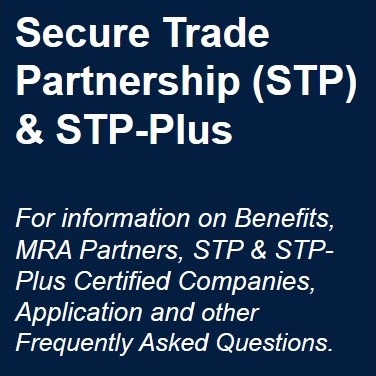 Secure Trade
Partnership (STP)
& STP-Plus
For information on Benefits,
MRA Partners, STP & STP-
Plus Certified Companies,
Application and other
Frequently Asked Questions.